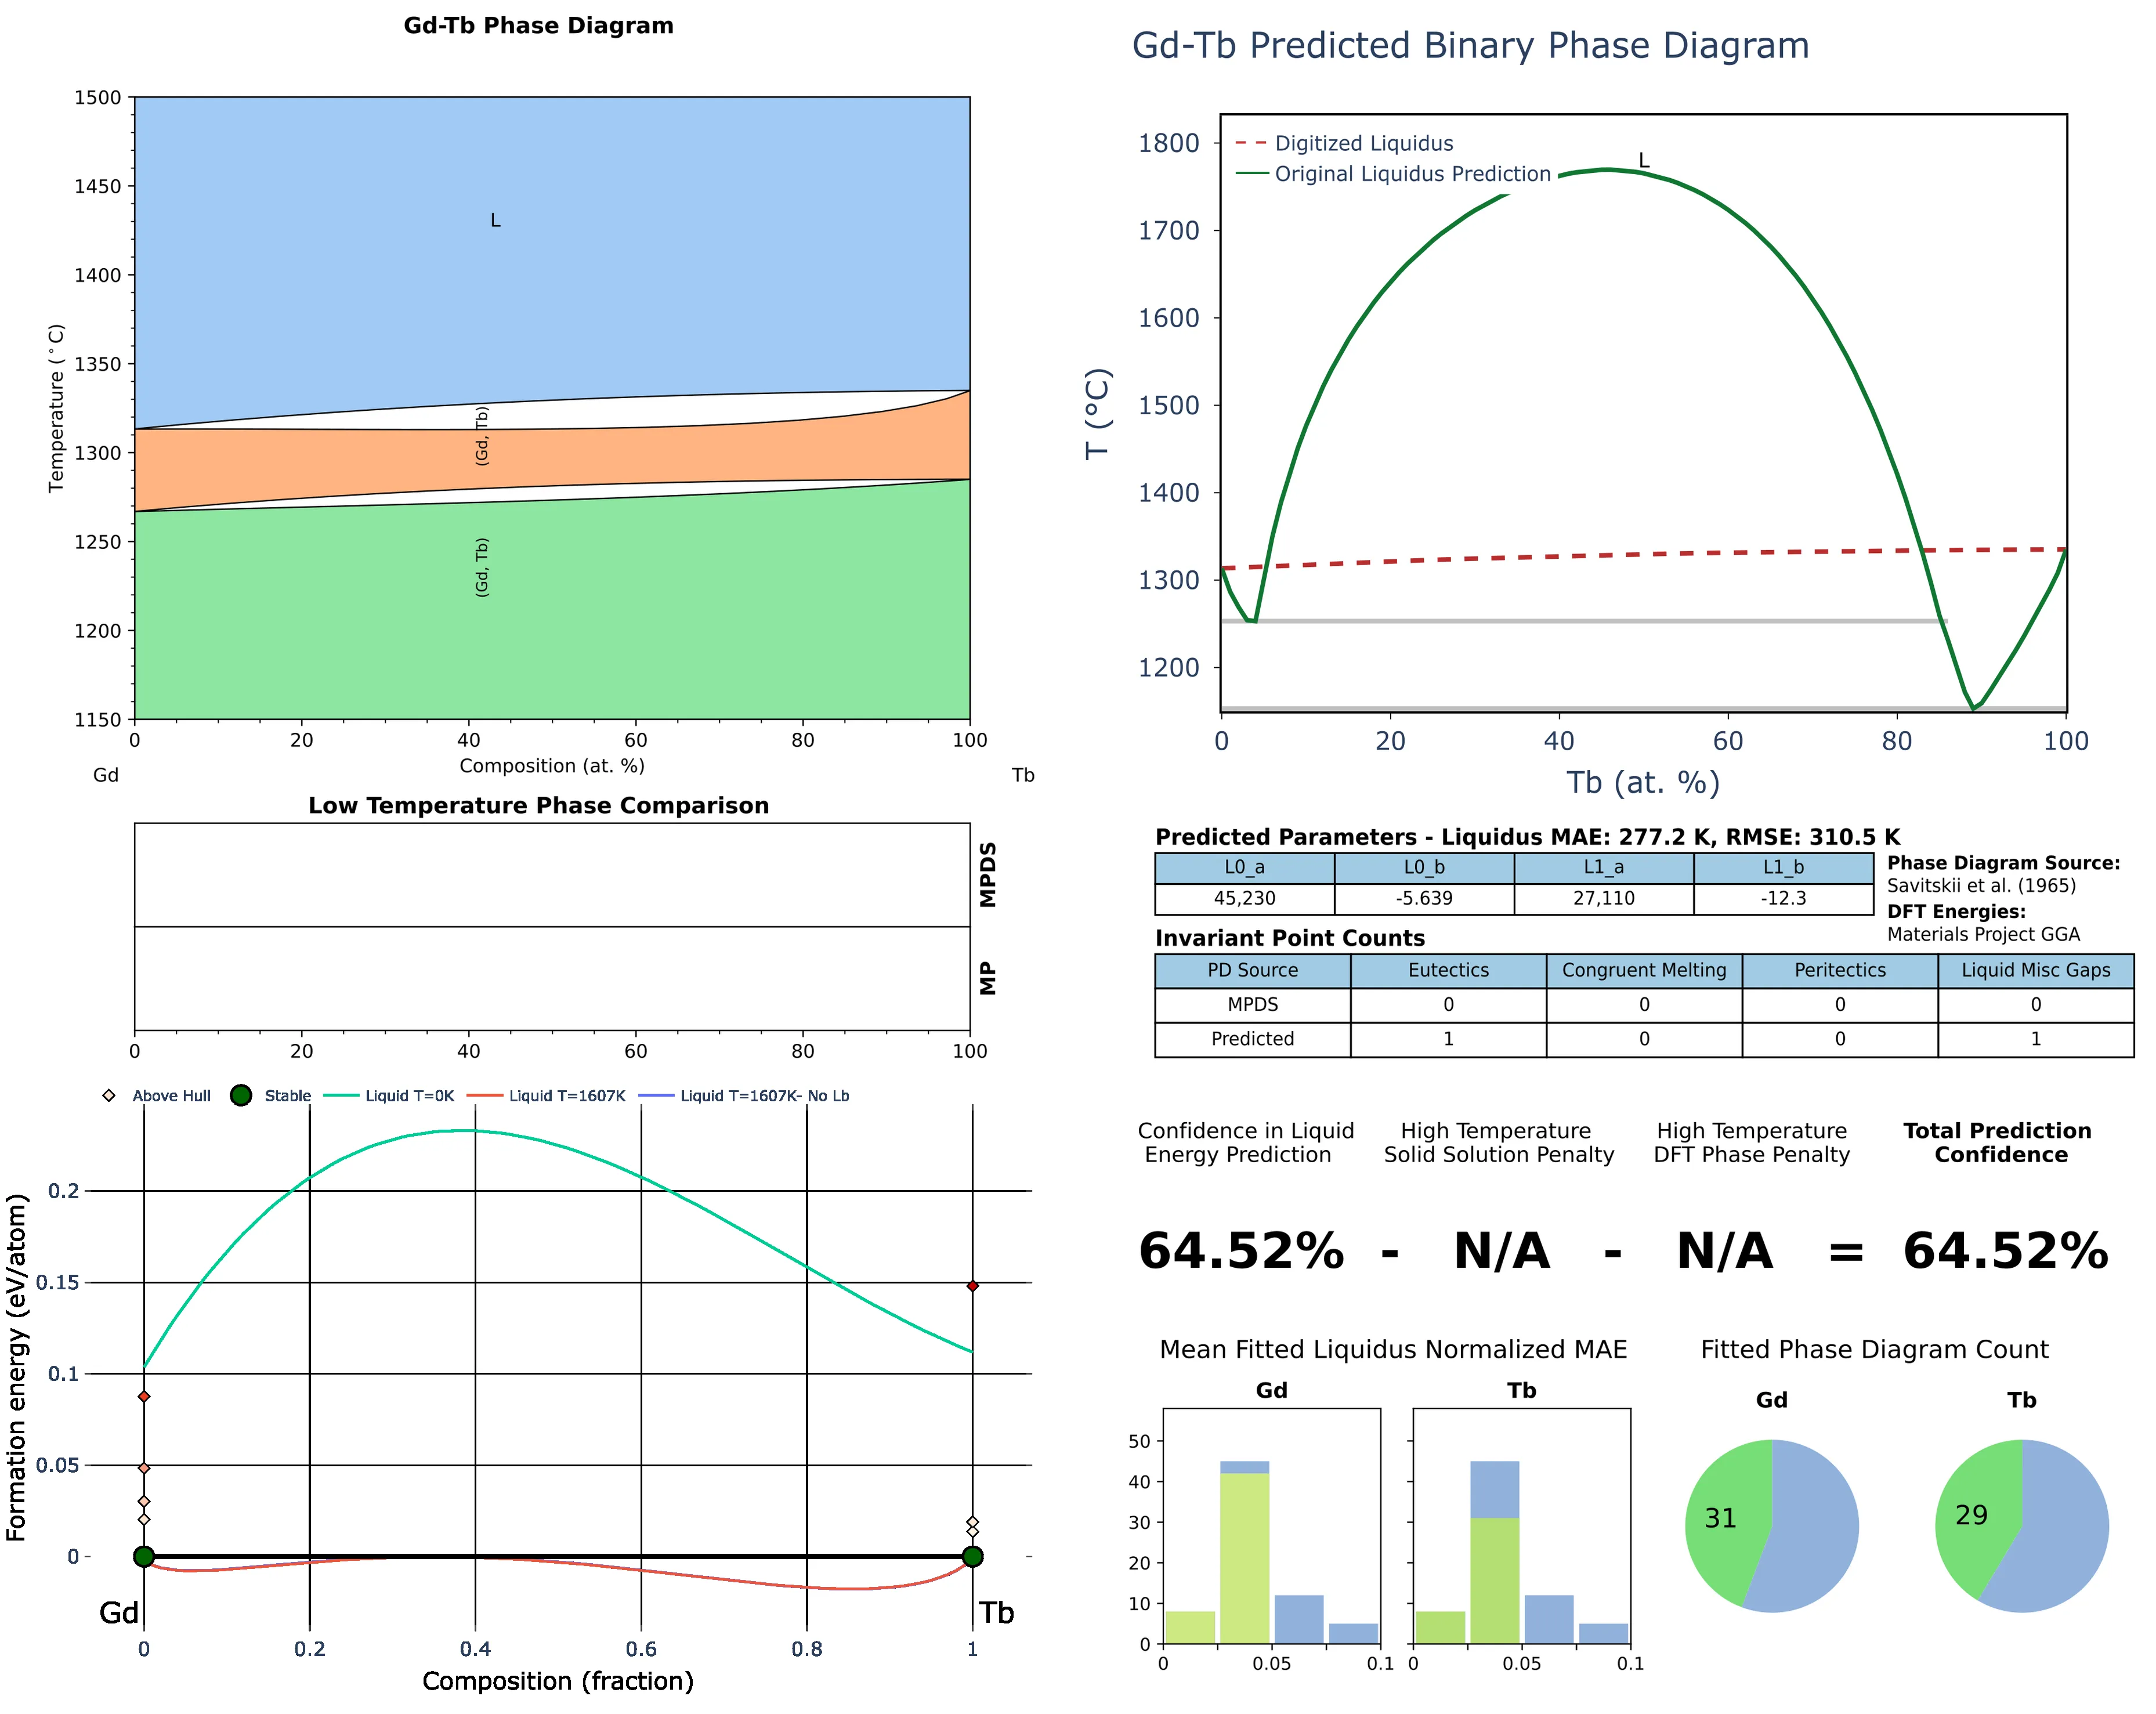 Gd-Tb Phase Diagram
1500
1450
1400
1350
1300
1250
1200
1150
Temperature (°C)
L
(Gd, Tb)
(Gd, Tb)
0 20 40 60 80 100
Gd
Composition (at. %)
Tb
Low Temperature Phase Comparison
MPDS
MP
0 20 40 60 80 100
Gd-Tb Predicted Binary Phase Diagram
1800
1700
1600
1500
1400
1300
1200
T (°C)
Digitized Liquidus
Original Liquidus Prediction
L
0 20 40 60 80 100
Tb (at. %)
Predicted Parameters - Liquidus MAE: 277.2 K, RMSE: 310.5 K
L0_a L0_b L1_a L1_b
45,230 -5.639 27,110 -12.3
Phase Diagram Source:
Savitskii et al. (1965)
DFT Energies:
Materials Project GGA
Invariant Point Counts
PD Source Eutectics Congruent Melting Peritectics Liquid Misc Gaps
MPDS 0 0 0 0
Predicted 1 0 0 1
Above Hull Stable Liquid T=0K Liquid T=1607K Liquid T=1607K- No Lb
0.2
0.15
0.1
0.05
0
Formation energy (eV/atom)
Gd
Tb
0 0.2 0.4 0.6 0.8 1
Composition (fraction)
Confidence in Liquid
Energy Prediction
High Temperature
Solid Solution Penalty
High Temperature
DFT Phase Penalty
Total Prediction
Confidence
64.52% - N/A - N/A = 64.52%
Mean Fitted Liquidus Normalized MAE
Gd
Tb
50
40
30
20
10
0
0 0.05 0.1
0 0.05 0.1
Fitted Phase Diagram Count
Gd
Tb
31
29